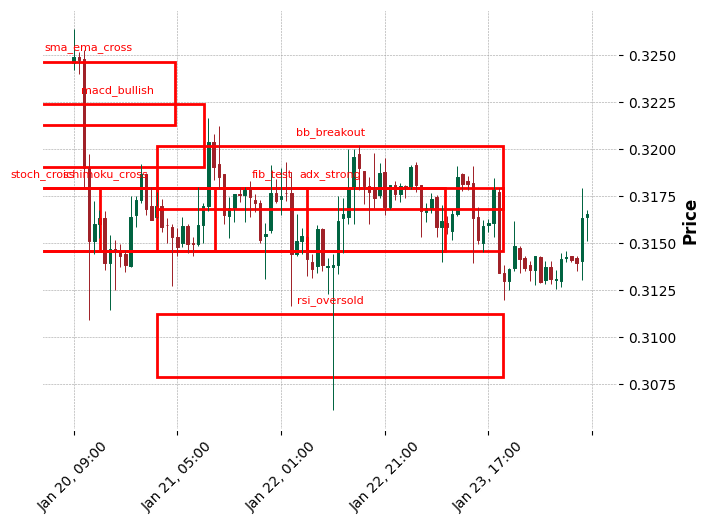 sma_ema_cross
0.3250
macd_bullish
0.3225
bb_breakout
0.3200
fib_test
adx_strong
0.3175
0.3150
0.3125
rsi_oversold
0.3100
0.3075
Price
Jan 20, 09:00
Jan 21, 05:00
Jan 22, 01:00
Jan 22, 21:00
Jan 23, 17:00